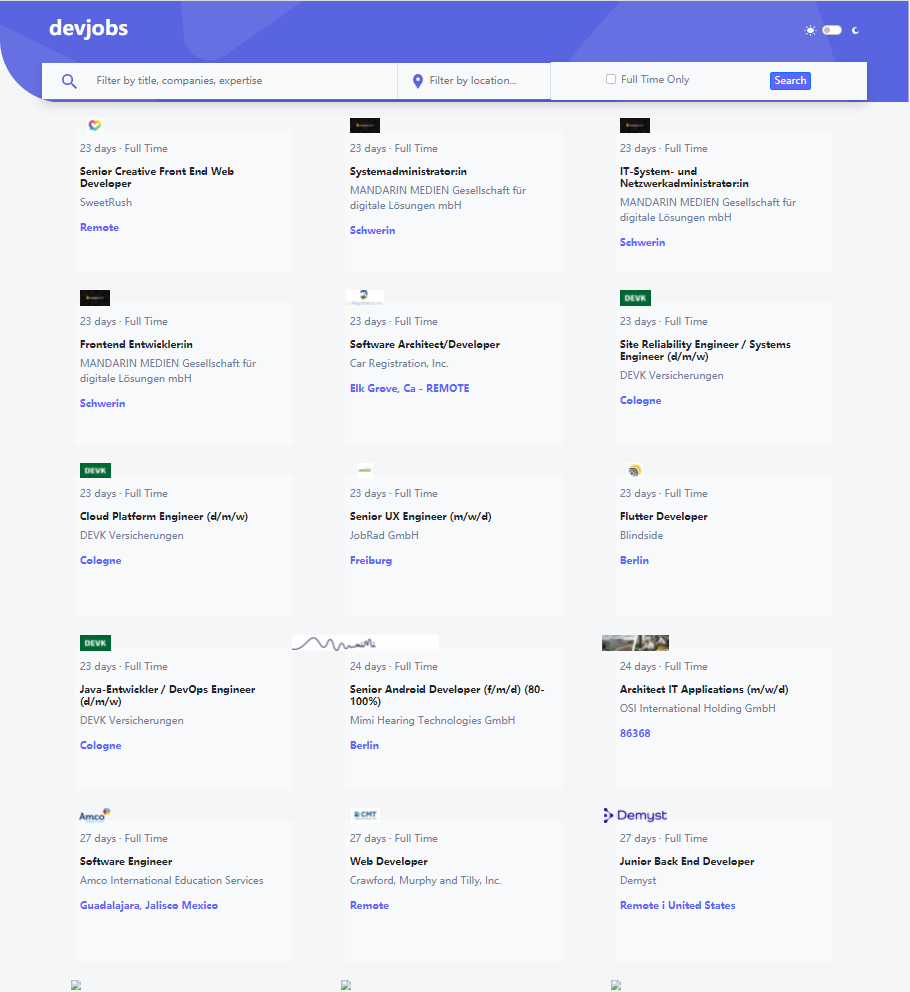 devjobs
Filter by title, companies, expertise
Filter by location...
Full Time Only
Search
23 days · Full Time
Senior Creative Front End Web
Developer
SweetRush
Remote
23 days · Full Time
Systemadministrator:in
MANDARIN MEDIEN Gesellschaft für
digitale Lösungen mbH
Schwerin
23 days · Full Time
IT-System- und
Netzwerkadministrator:in
MANDARIN MEDIEN Gesellschaft für
digitale Lösungen mbH
Schwerin
23 days · Full Time
Frontend Entwickler:in
MANDARIN MEDIEN Gesellschaft für
digitale Lösungen mbH
Schwerin
23 days · Full Time
Software Architect/Developer
Car Registration, Inc.
Elk Grove, Ca - REMOTE
DEVK
23 days · Full Time
Site Reliability Engineer / Systems
Engineer (d/m/w)
DEVK Versicherungen
Cologne
DEVK
23 days · Full Time
Cloud Platform Engineer (d/m/w)
DEVK Versicherungen
Cologne
23 days · Full Time
Senior UX Engineer (m/w/d)
JobRad GmbH
Freiburg
23 days · Full Time
Flutter Developer
Blindside
Berlin
DEVK
23 days · Full Time
Java-Entwickler / DevOps Engineer
(d/m/w)
DEVK Versicherungen
Cologne
mimi
24 days · Full Time
Senior Android Developer (f/m/d) (80-
100%)
Mimi Hearing Technologies GmbH
Berlin
24 days · Full Time
Architect IT Applications (m/w/d)
OSI International Holding GmbH
86368
Amco
27 days · Full Time
Software Engineer
Amco International Education Services
Guadalajara, Jalisco Mexico
CMT
27 days · Full Time
Web Developer
Crawford, Murphy and Tilly, Inc.
Remote
Demyst
27 days · Full Time
Junior Back End Developer
Demyst
Remote i United States